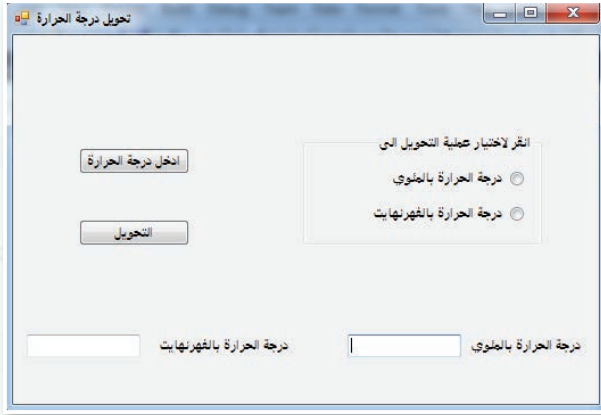 تحويل درجة الحرارة
انقر لاختيار عملية التحويل الى
درجة الحرارة بالمئوي
درجة الحرارة بالفهرنهايت
ادخل درجة الحرارة
التحويل
درجة الحرارة بالملوي
درجة الحرارة بالفهرنهايت